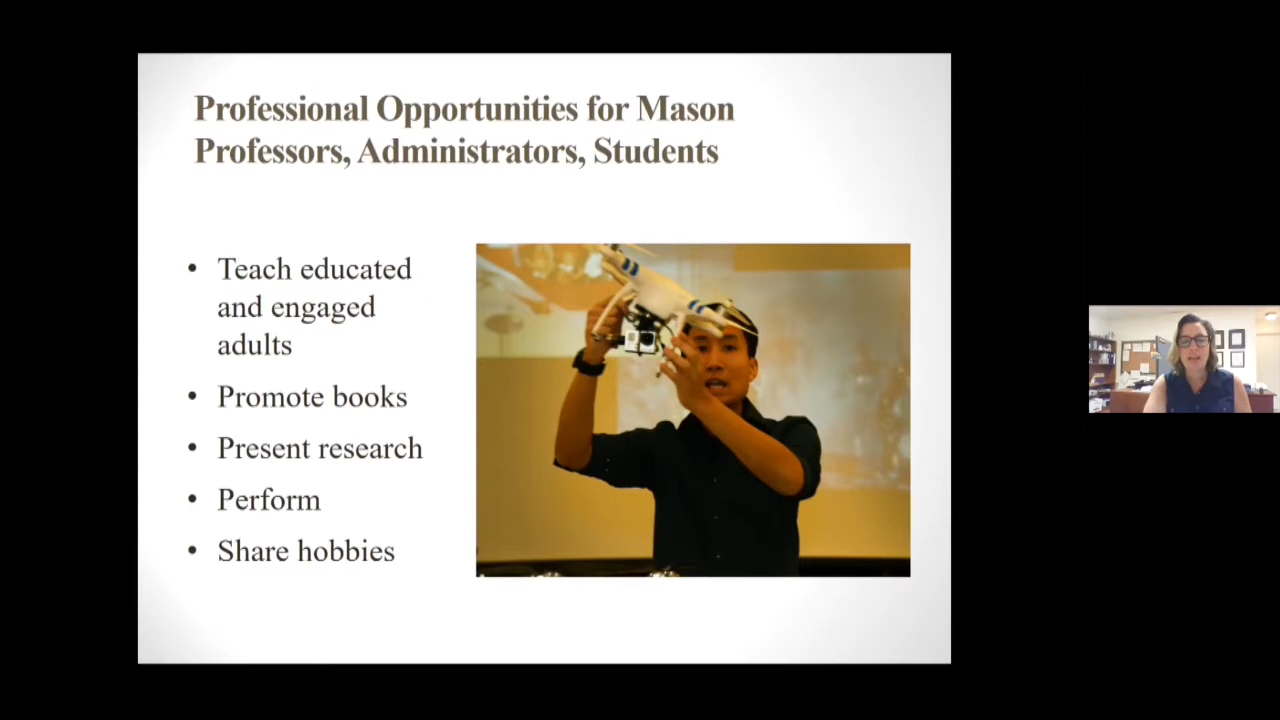 Professional Opportunities for Mason
Professors, Administrators, Students
• Teach educated
and engaged
adults
• Promote books
• Present research
• Perform
• Share hobbies